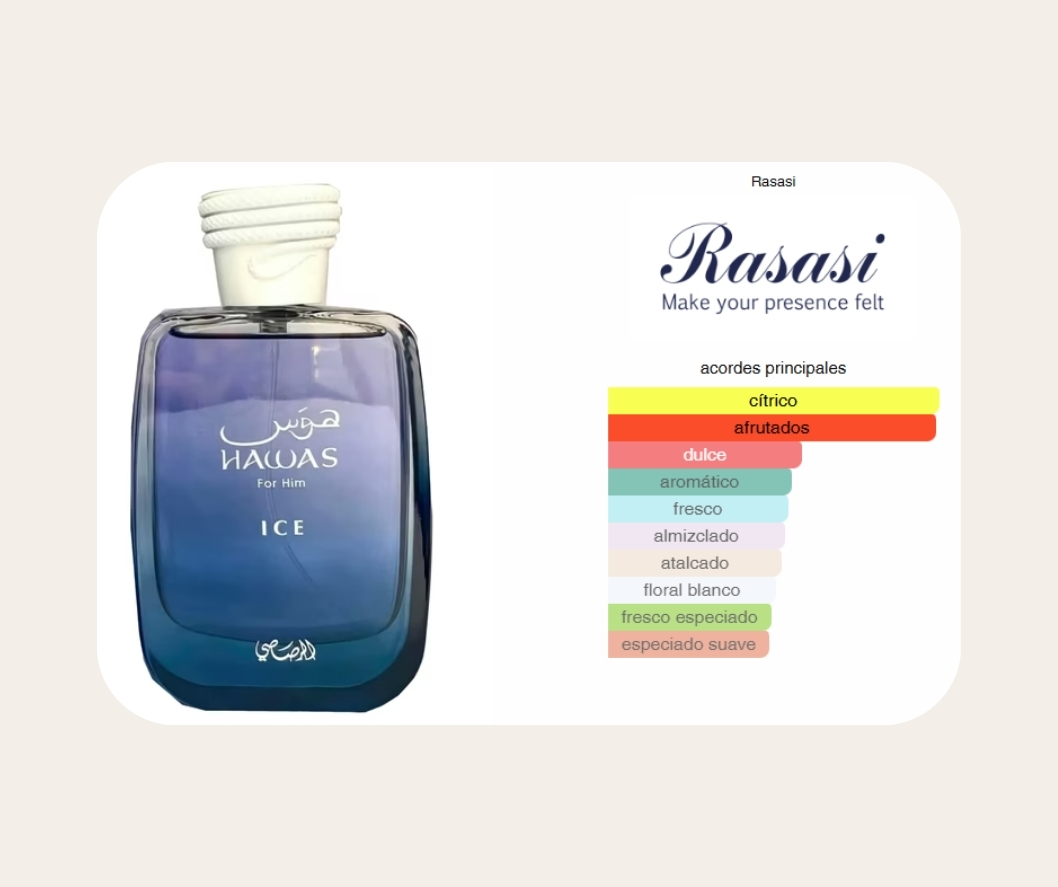 هوَس
HAWAS
For Him
ICE
الرصاصي
Rasasi
Rasasi
Make your presence felt
acordes principales
cítrico
afrutados
dulce
aromático
fresco
almizclado
atalcado
floral blanco
fresco especiado
especiado suave